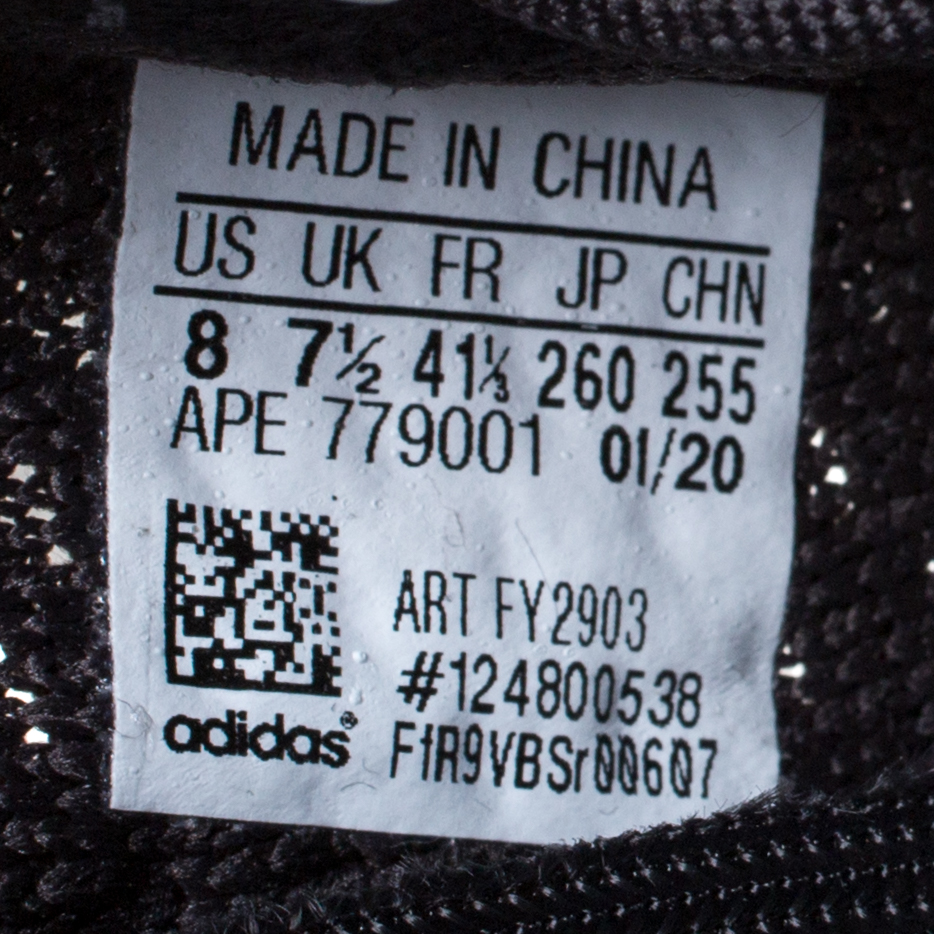 MADE IN CHINA
US UK FR JP CHN
8 7½ 41⅓ 260 255
APE 779001 01/20
ART FY2903
#124800538
adidas® FfR9VBSr00607